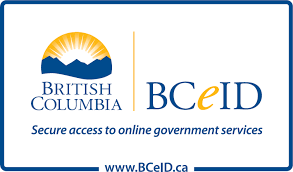 BRITISH
COLUMBIA
BCeID
Secure access to online government services
www.BCeID.ca